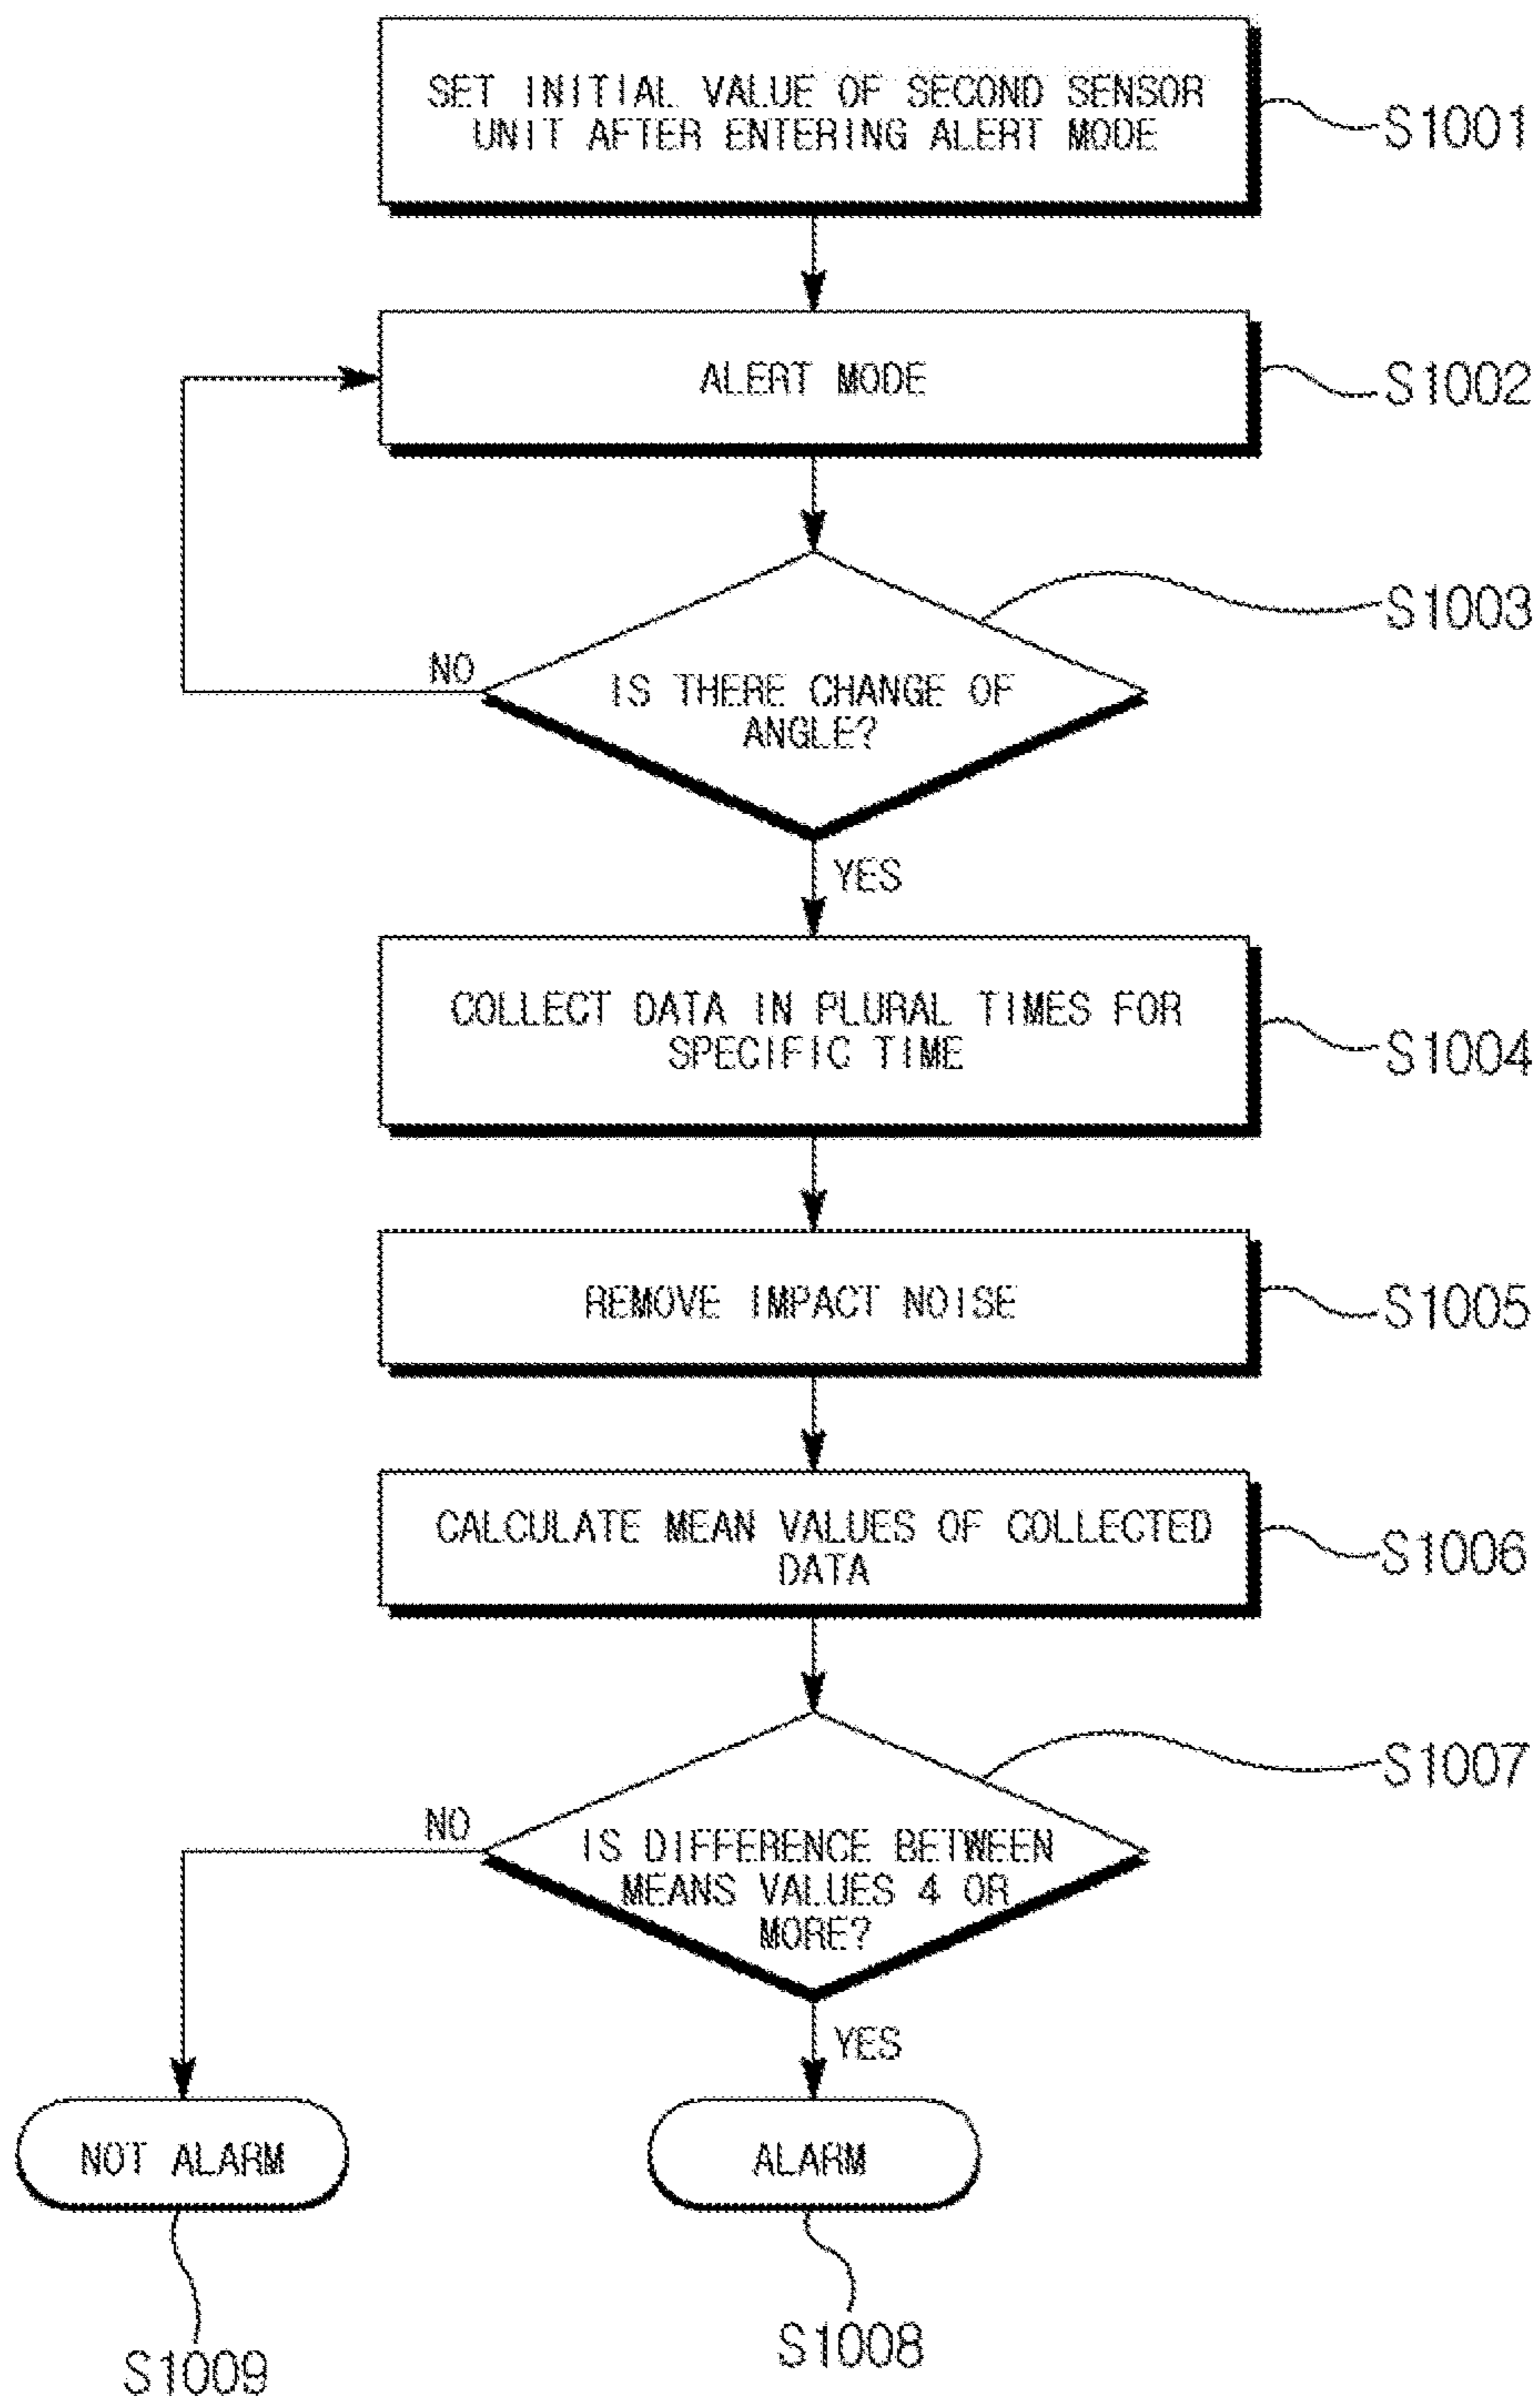 SET INITIAL VALUE OF SECOND SENSOR
UNIT AFTER ENTERING ALERT MODE
S1001
ALERT MODE
S1002
S1003
NO
IS THERE CHANGE OF
ANGLE?
YES
COLLECT DATA IN PLURAL TIMES FOR
SPECIFIC TIME
S1004
REMOVE IMPACT NOISE
S1005
CALCULATE MEAN VALUES OF COLLECTED
DATA
S1006
S1007
NO
IS DIFFERENCE BETWEEN
MEANS VALUES 4 OR
MORE?
YES
NOT ALARM
ALARM
S1009
S1008